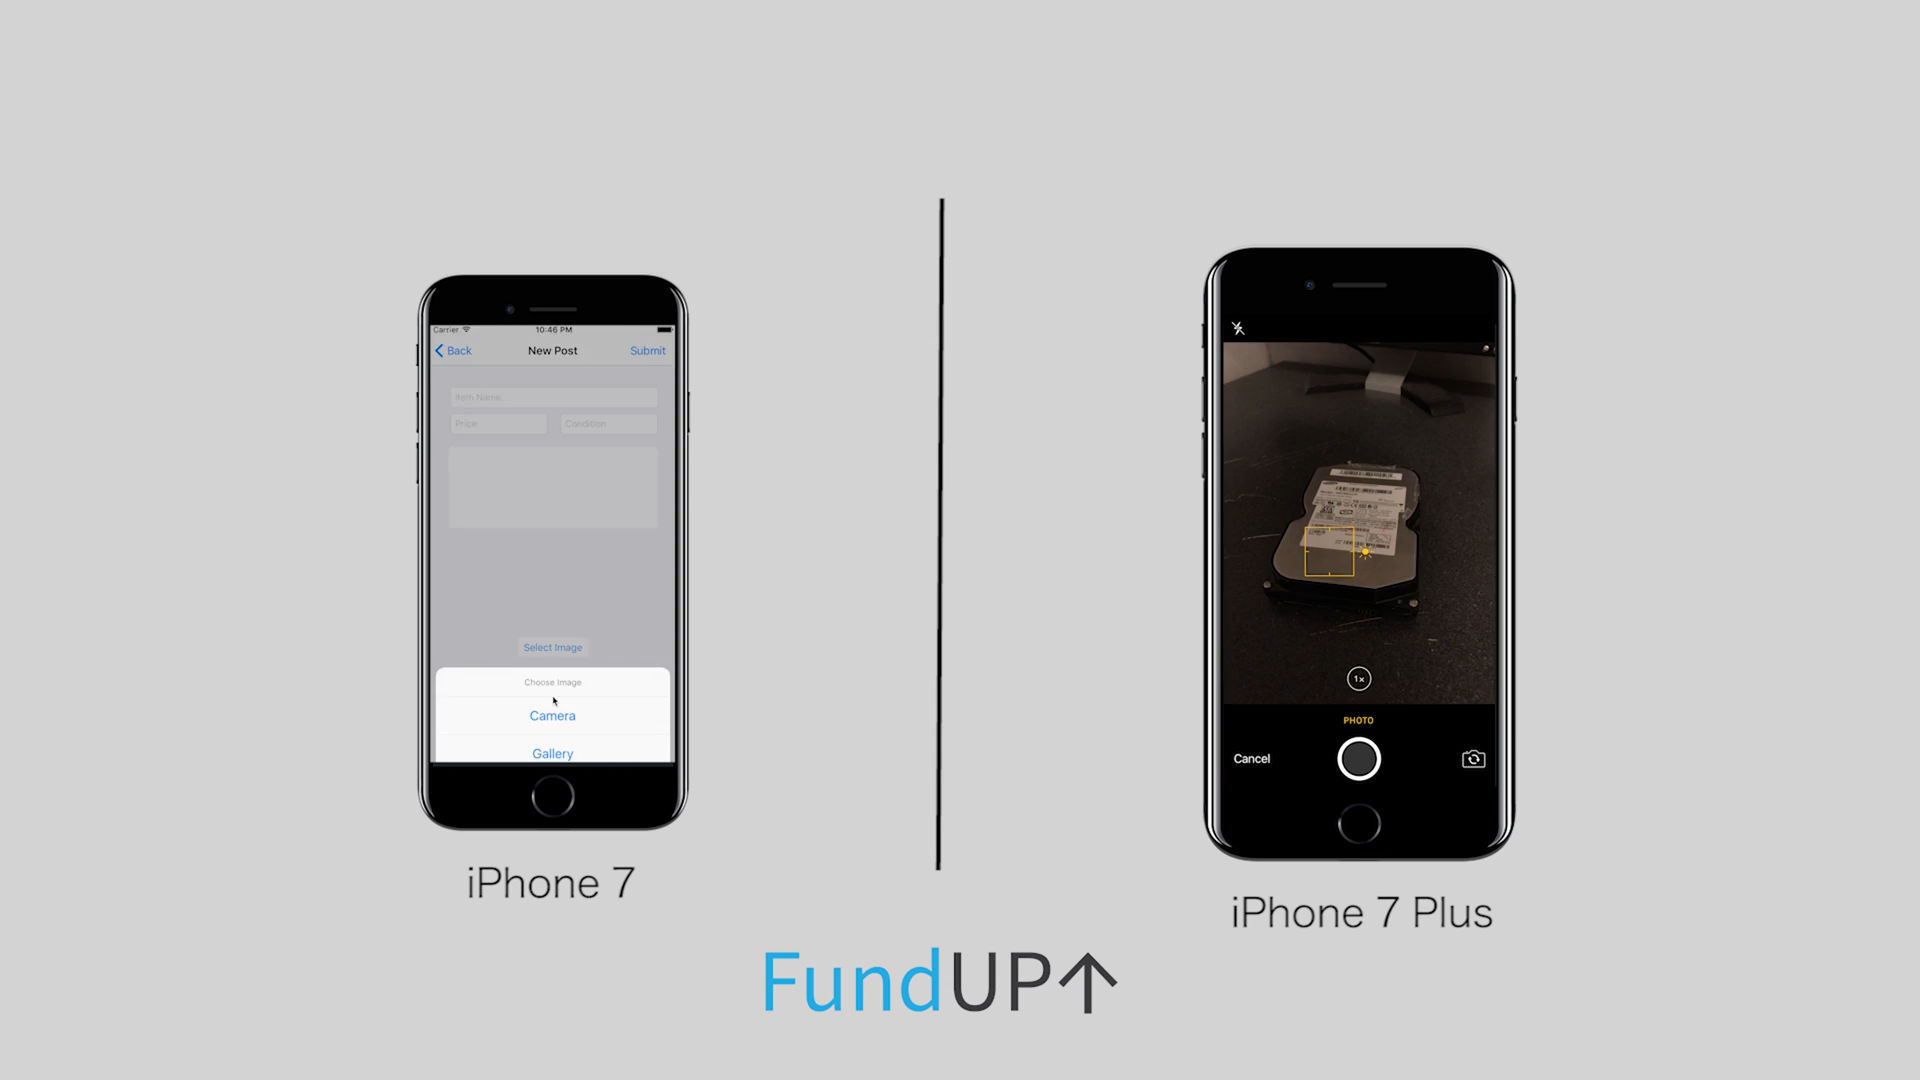 Carrier 10:46 PM
Back New Post Submit
Item Name
Price Condition
Select Image
Choose Image
Camera
Gallery
iPhone 7
1x
PHOTO
Cancel
iPhone 7 Plus
FundUP↑